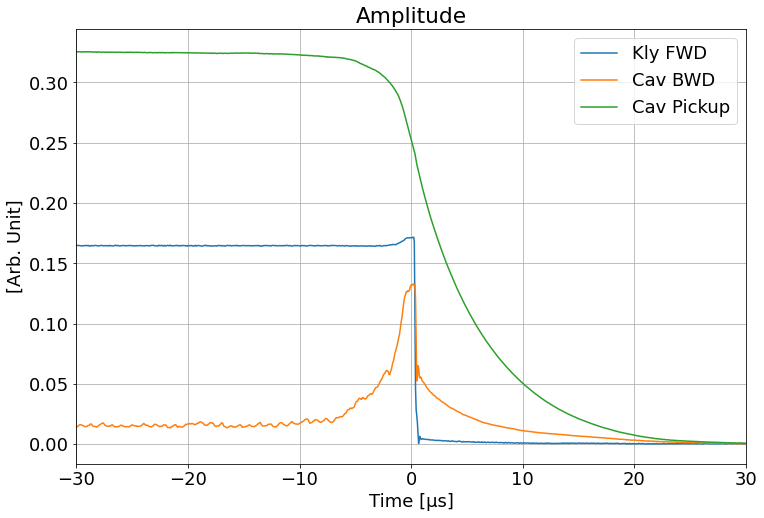 Amplitude
[Arb. Unit]
0.30
0.25
0.20
0.15
0.10
0.05
0.00
Kly FWD
Cav BWD
Cav Pickup
−30
−20
−10
0
10
20
30
Time [μs]